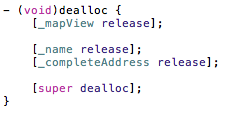 - (void)dealloc {
    [_mapView release];

    [_name release];
    [_completeAddress release];

    [super dealloc];
}